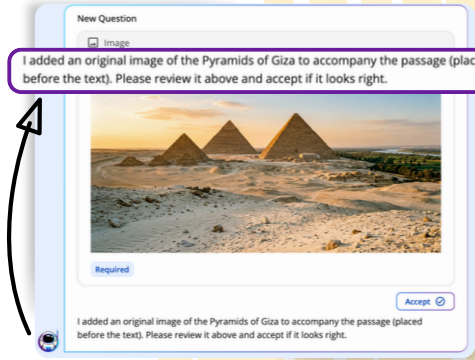 New Question
Image
I added an original image of the Pyramids of Giza to accompany the passage (plac
before the text). Please review it above and accept if it looks right.
Required
Accept
I added an original image of the Pyramids of Giza to accompany the passage (placed
before the text). Please review it above and accept if it looks right.